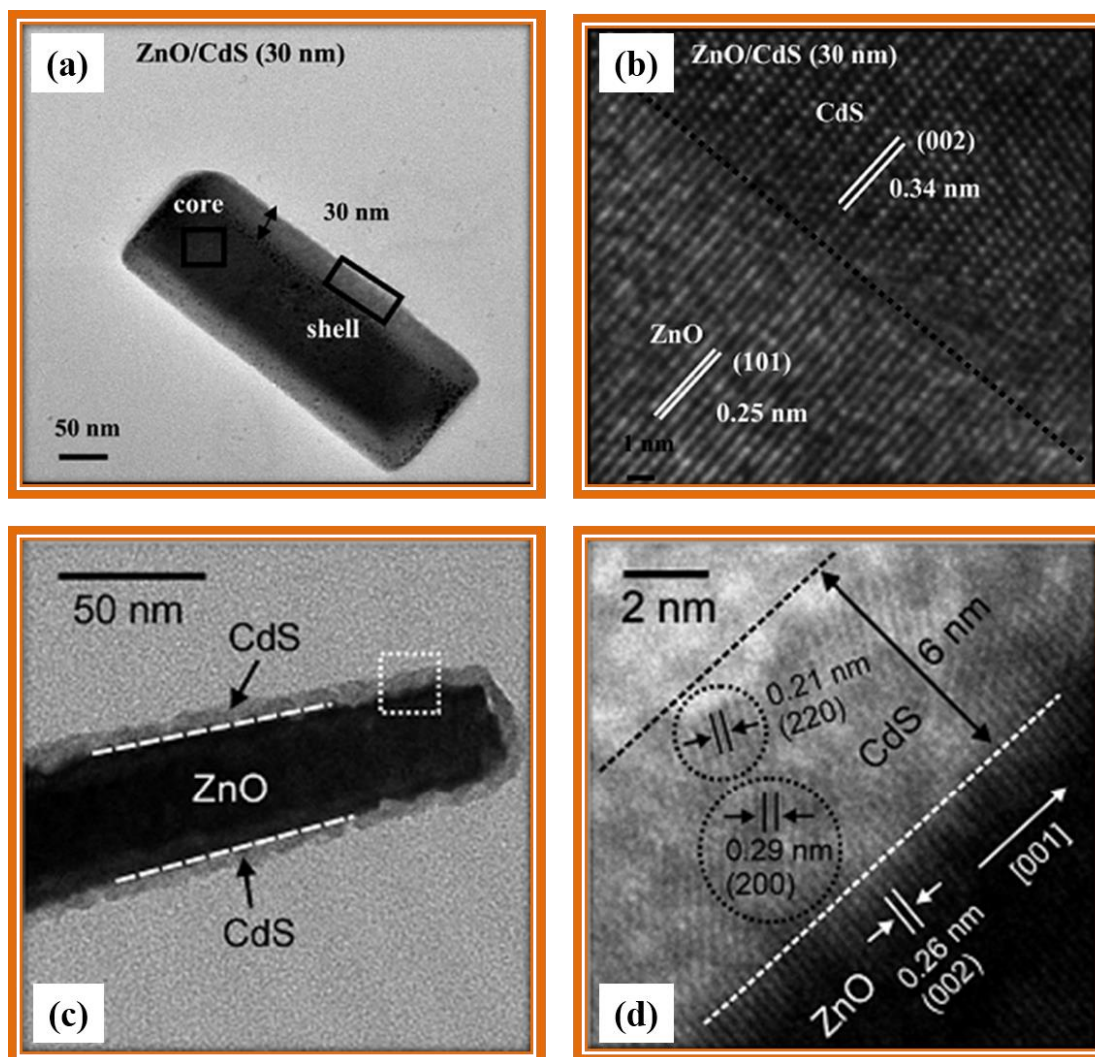 (a)
ZnO/CdS (30 nm)
core
30 nm
shell
50 nm
(b)
ZnO/CdS (30 nm)
CdS
(002)
0.34 nm
ZnO
(101)
0.25 nm
1 nm
50 nm
CdS
ZnO
CdS
(c)
2 nm
6 nm
0.21 nm
(220)
CdS
0.29 nm
(200)
[001]
0.26 nm
(002)
ZnO
(d)